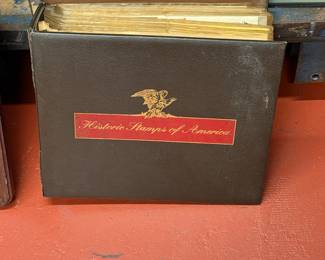 Historic Stamps of America